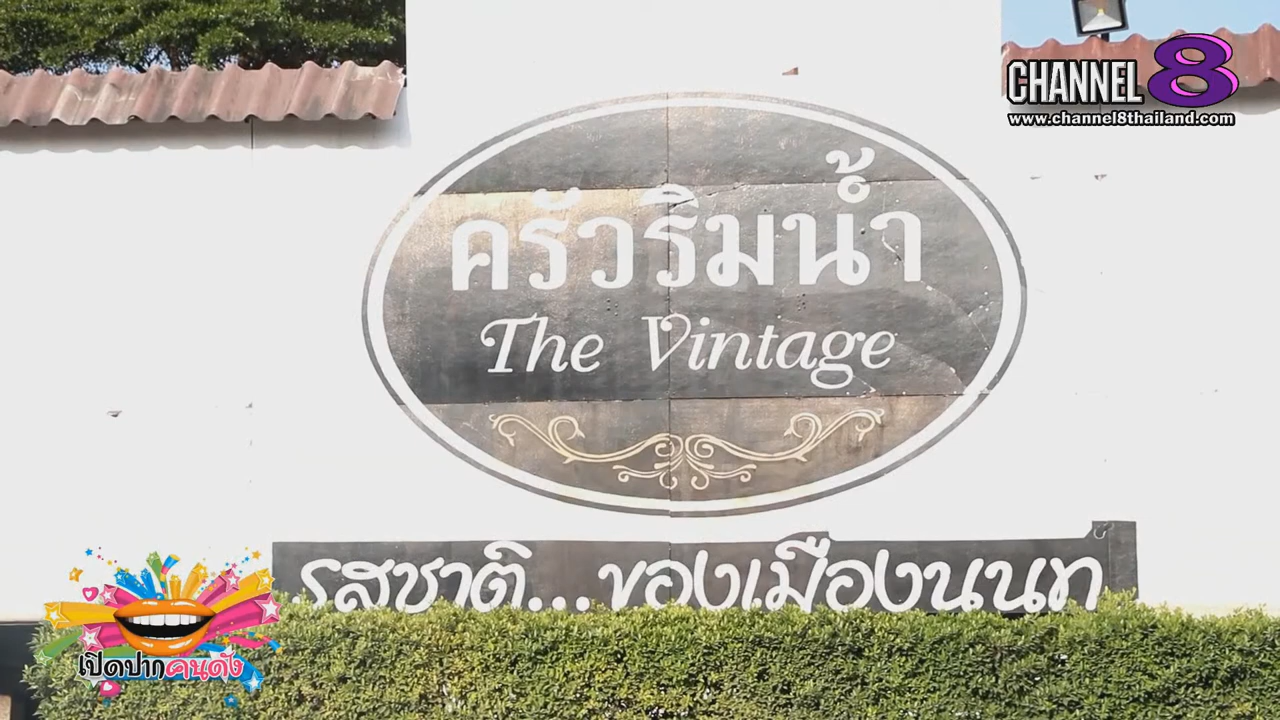 CHANNEL 8
www.channel8thailand.com
ครัวริมน้ำ
The Vintage
รสชาติ...ของเมืองนนท
เปิดปากคนดัง